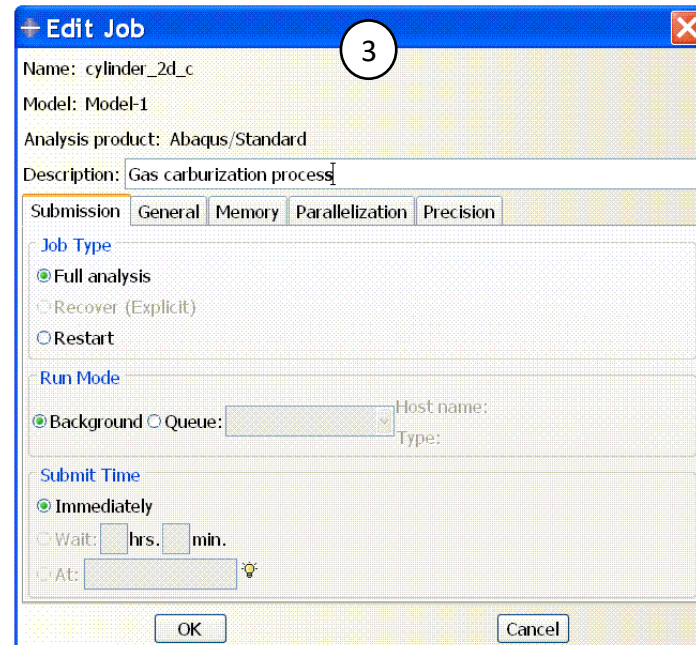 Edit Job
3
Name: cylinder_2d_c
Model: Model-1
Analysis product: Abaqus/Standard
Description: Gas carburization process
Submission General Memory Parallelization Precision
Job Type
Full analysis
Recover (Explicit)
Restart
Run Mode
Background Queue: Host name:
Type:
Submit Time
Immediately
Wait: hrs. min.
At:
OK Cancel